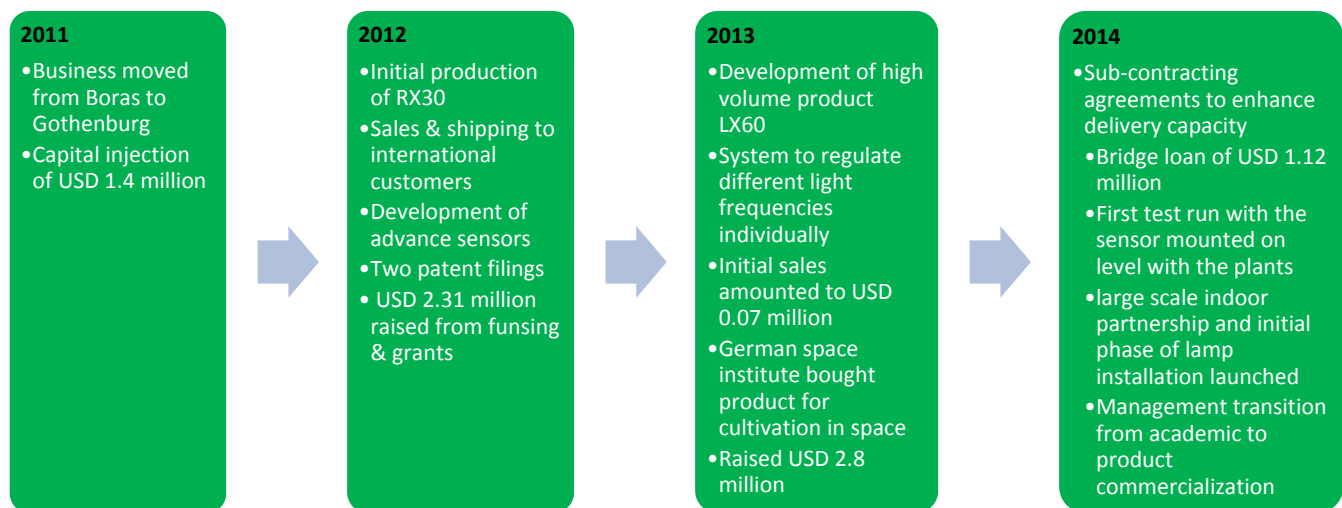 2011
•Business moved
from Boras to
Gothenburg
•Capital injection
of USD 1.4 million
2012
•Initial production
of RX30
•Sales & shipping to
international
customers
•Development of
advance sensors
•Two patent filings
• USD 2.31 million
raised from funsing
& grants
2013
•Development of high
volume product
LX60
•System to regulate
different light
frequencies
individually
•Initial sales
amounted to USD
0.07 million
•German space
institute bought
product for
cultivation in space
•Raised USD 2.8
million
2014
•Sub-contracting
agreements to enhance
delivery capacity
•Bridge loan of USD 1.12
million
•First test run with the
sensor mounted on
level with the plants
•large scale indoor
partnership and initial
phase of lamp
installation launched
•Management transition
from academic to
product
commercialization